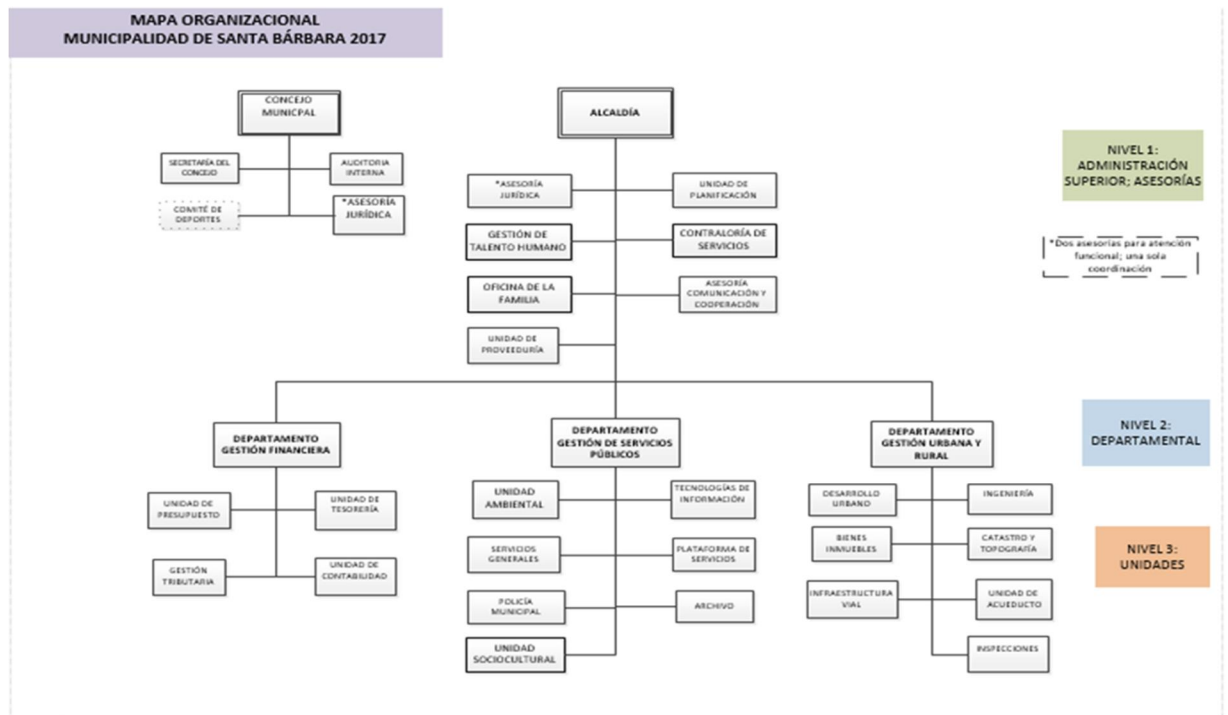 MAPA ORGANIZACIONAL
MUNICIPALIDAD DE SANTA BÁRBARA 2017
CONCEJO
MUNICPAL
ALCALDÍA
SECRETARÍA DEL
CONCEJO
AUDITORIA
INTERNA
COMITÉ DE
DEPORTES
*ASESORÍA
JURÍDICA
*ASESORÍA
JURÍDICA
UNIDAD DE
PLANIFICACIÓN
GESTIÓN DE
TALENTO HUMANO
CONTRALORÍA DE
SERVICIOS
OFICINA DE LA
FAMILIA
ASESORÍA
COMUNICACIÓN Y
COOPERACIÓN
UNIDAD DE
PROVEEDURÍA
NIVEL 1:
ADMINISTRACIÓN
SUPERIOR; ASESORÍAS
*Dos asesorías para atención
funcional; una sola
coordinación
DEPARTAMENTO
GESTIÓN FINANCIERA
DEPARTAMENTO
GESTIÓN DE SERVICIOS
PÚBLICOS
DEPARTAMENTO
GESTIÓN URBANA Y
RURAL
NIVEL 2:
DEPARTAMENTAL
UNIDAD DE
PRESUPUESTO
UNIDAD DE
TESORERÍA
GESTIÓN
TRIBUTARIA
UNIDAD DE
CONTABILIDAD
UNIDAD
AMBIENTAL
TECNOLOGÍAS DE
INFORMACIÓN
SERVICIOS
GENERALES
PLATAFORMA DE
SERVICIOS
POLICÍA
MUNICIPAL
ARCHIVO
UNIDAD
SOCIOCULTURAL
DESARROLLO
URBANO
INGENIERÍA
BIENES
INMUEBLES
CATASTRO Y
TOPOGRAFÍA
INFRAESTRUCTURA
VIAL
UNIDAD DE
ACUEDUCTO
INSPECCIONES
NIVEL 3:
UNIDADES